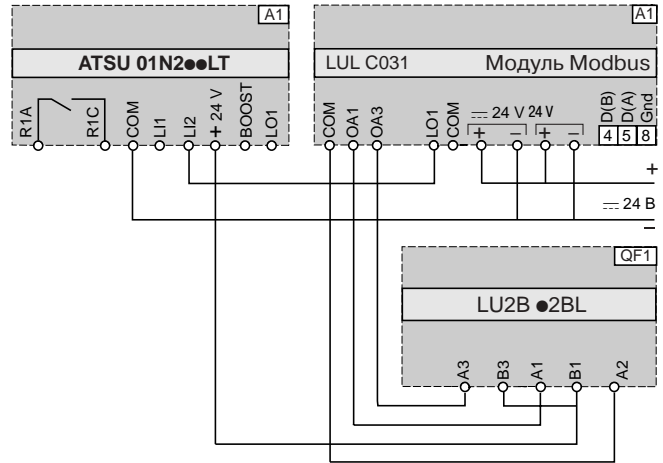 A1
ATSU 01N2●●LT
R1A
R1C
COM
LI1
LI2
+ 24 V
BOOST
LO1
A1
LUL C031 Модуль Modbus
COM
OA1
OA3
LO1
COM
24 V 24 V
+ − + −
D(B)
D(A)
Gnd
4 5 8
+
24 В
−
QF1
LU2B ●2BL
A3
B3
A1
B1
A2